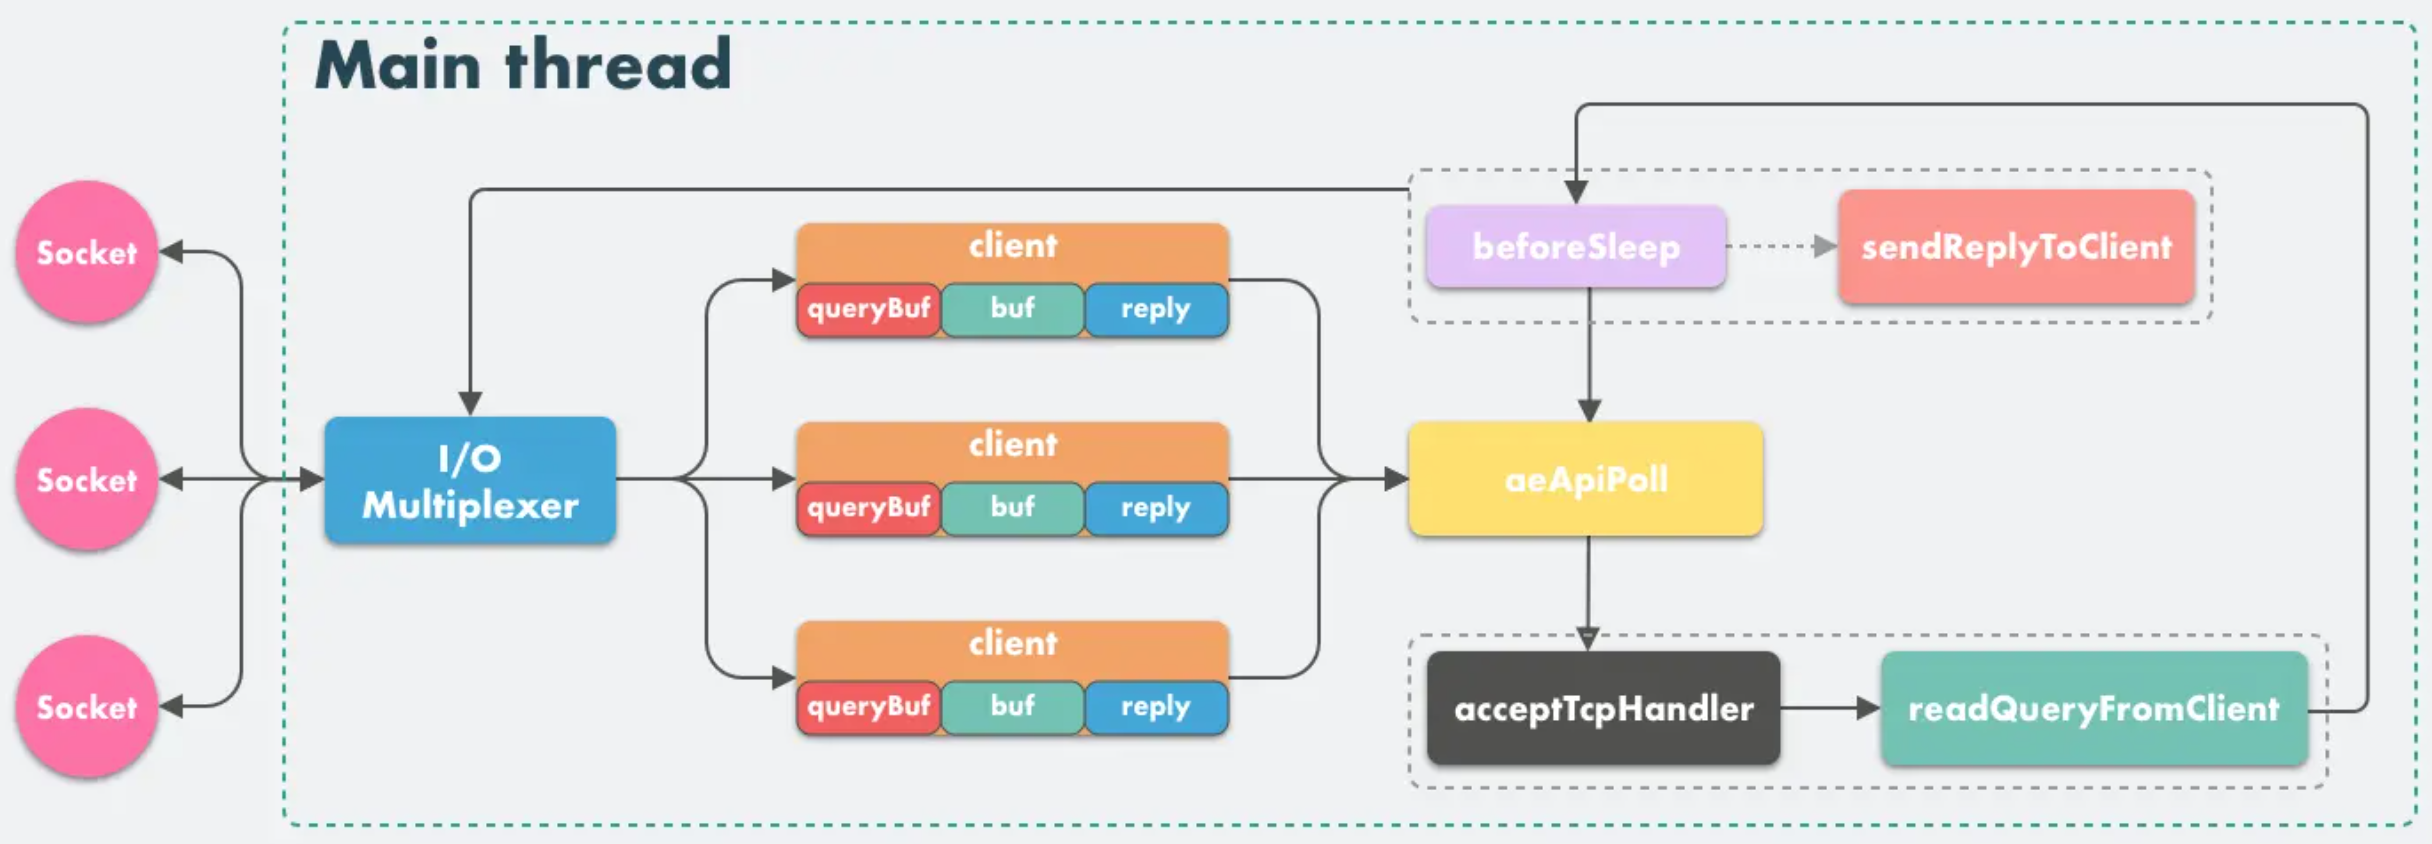 Main thread
Socket
Socket
Socket
I/O
Multiplexer
client
queryBuf buf reply
client
queryBuf buf reply
client
queryBuf buf reply
beforeSleep
sendReplyToClient
aeApiPoll
acceptTcpHandler
readQueryFromClient